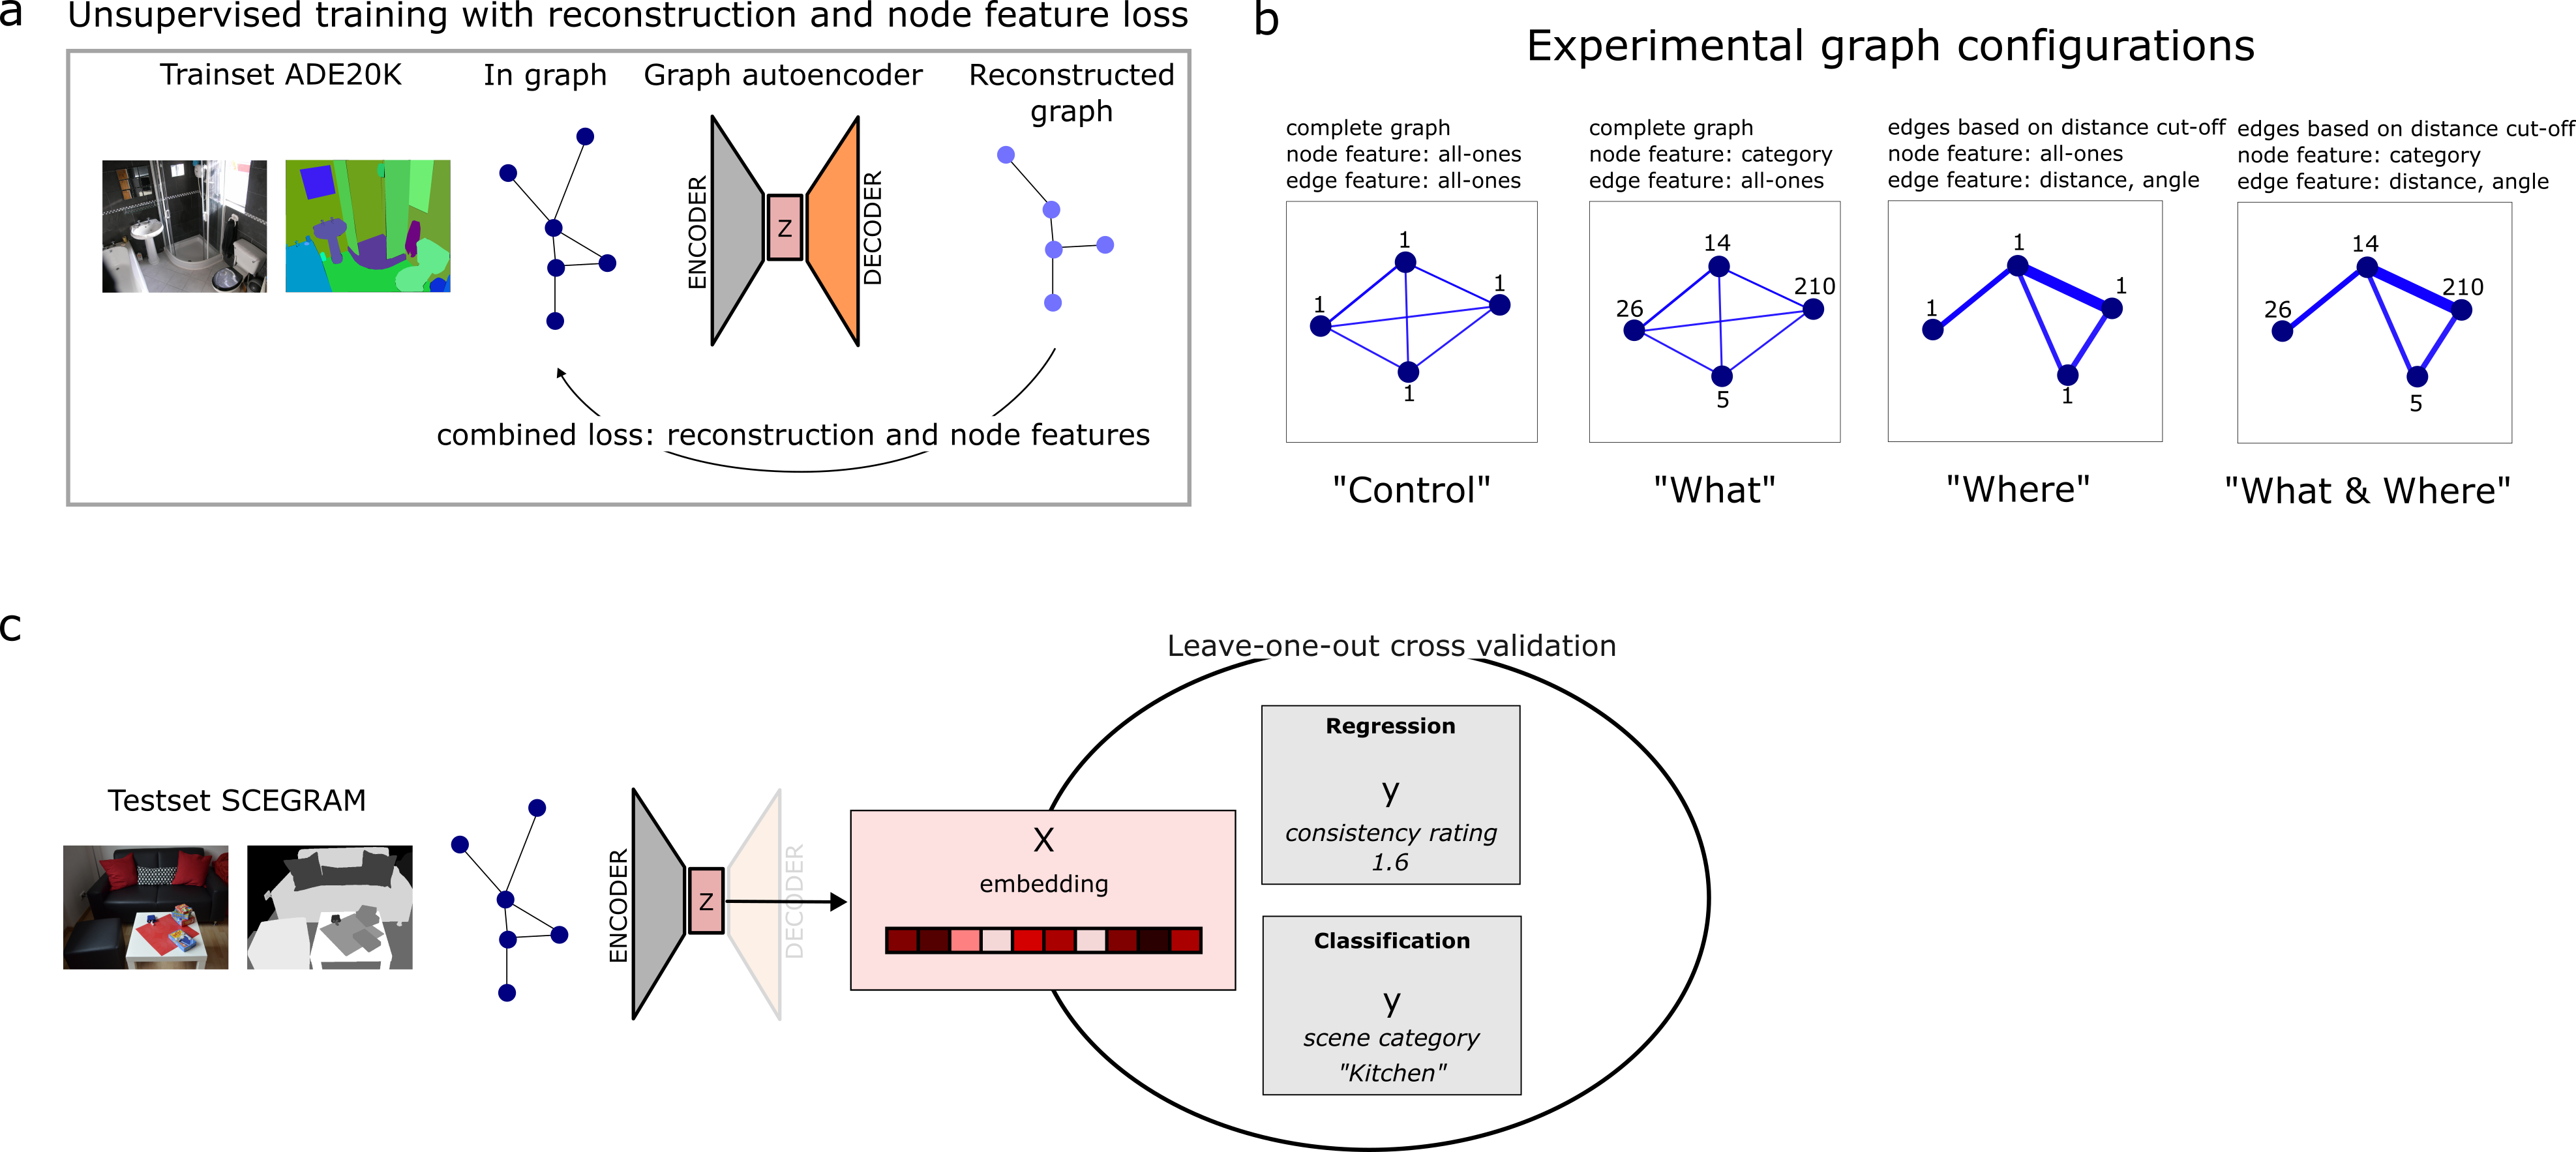 a
Unsupervised training with reconstruction and node feature loss
Trainset ADE20K
In graph
Graph autoencoder
Reconstructed
graph
ENCODER
Z
DECODER
combined loss: reconstruction and node features
b
Experimental graph configurations
complete graph
node feature: all-ones
edge feature: all-ones
1
1
1
1
"Control"
complete graph
node feature: category
edge feature: all-ones
14
210
26
5
"What"
edges based on distance cut-off
node feature: all-ones
edge feature: distance, angle
1
1
1
1
"Where"
edges based on distance cut-off
node feature: category
edge feature: distance, angle
14
210
26
5
"What & Where"
c
Testset SCEGRAM
ENCODER
Z
DECODER
X
embedding
Leave-one-out cross validation
Regression
y
consistency rating
1.6
Classification
y
scene category
"Kitchen"